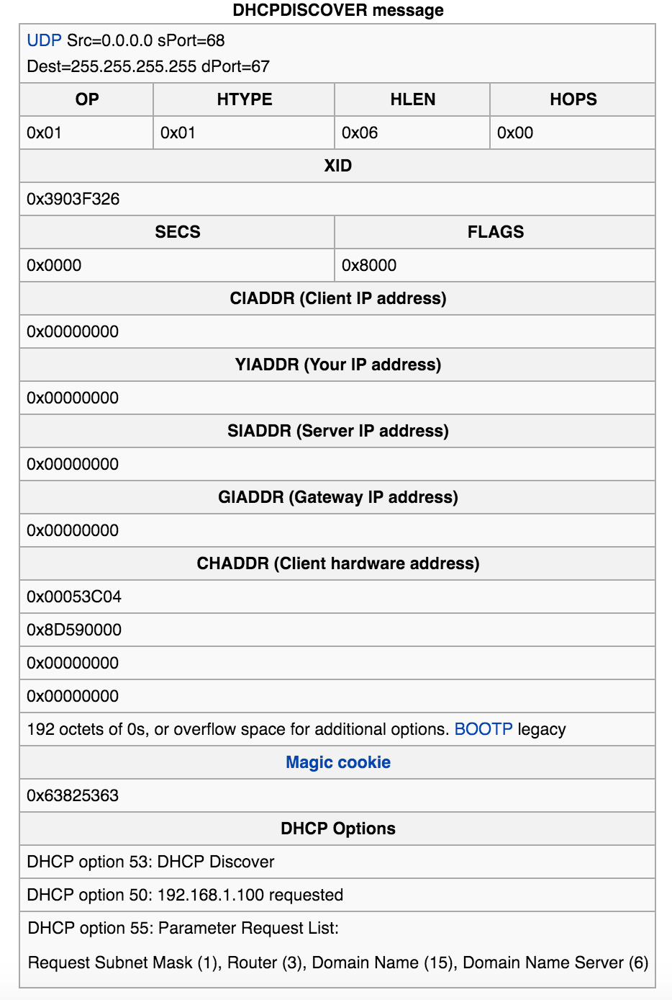 DHCPDISCOVER message
UDP Src=0.0.0.0 sPort=68
Dest=255.255.255.255 dPort=67
OP HTYPE HLEN HOPS
0x01 0x01 0x06 0x00
XID
0x3903F326
SECS FLAGS
0x0000 0x8000
CIADDR (Client IP address)
0x00000000
YIADDR (Your IP address)
0x00000000
SIADDR (Server IP address)
0x00000000
GIADDR (Gateway IP address)
0x00000000
CHADDR (Client hardware address)
0x00053C04
0x8D590000
0x00000000
0x00000000
192 octets of 0s, or overflow space for additional options. BOOTP legacy
Magic cookie
0x63825363
DHCP Options
DHCP option 53: DHCP Discover
DHCP option 50: 192.168.1.100 requested
DHCP option 55: Parameter Request List:
Request Subnet Mask (1), Router (3), Domain Name (15), Domain Name Server (6)